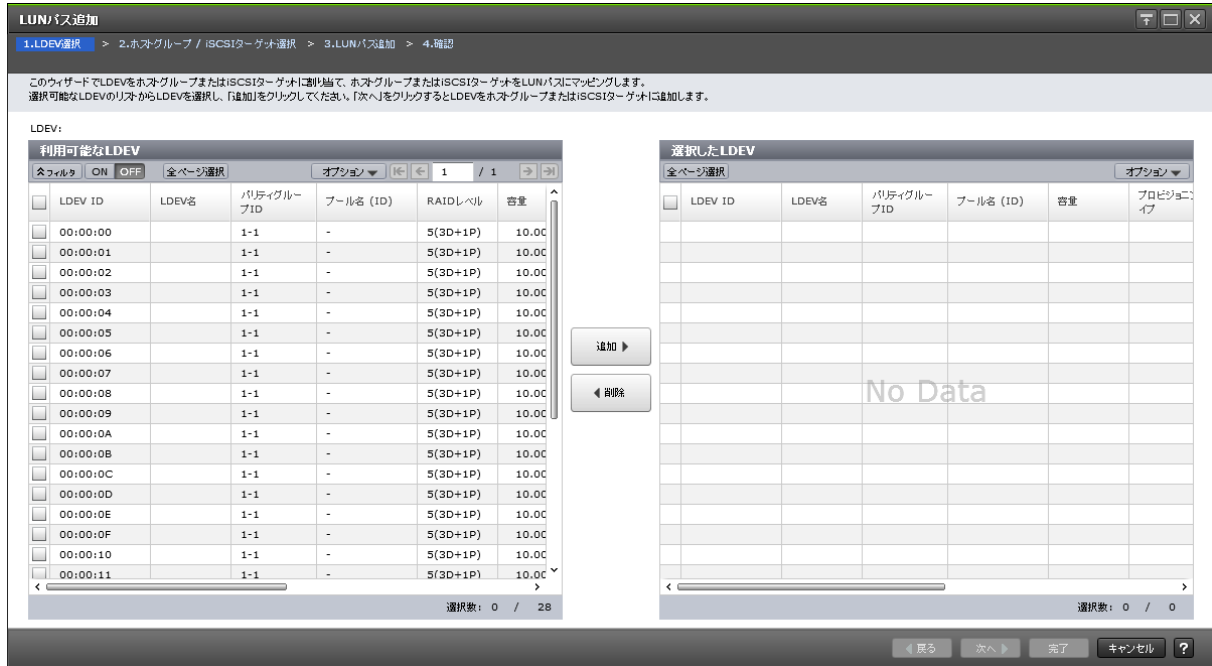 LUNパス追加
1.LDEV選択 > 2.ホストグループ / iSCSIターゲット選択 > 3.LUNパス追加 > 4.確認
このウィザードでLDEVをホストグループまたはiSCSIターゲットに割り当て、ホストグループまたはiSCSIターゲットをLUNパスにマッピングします。
選択可能なLDEVのリストからLDEVを選択し、「追加」をクリックしてください。「次へ」をクリックするとLDEVをホストグループまたはiSCSIターゲットに追加します。
LDEV:
利用可能なLDEV
フィルタ ON OFF 全ページ選択 オプション 1 / 1
LDEV ID LDEV名 パリティグルー
プID プール名 (ID) RAIDレベル 容量
00:00:00 1-1 - 5(3D+1P) 10.00
00:00:01 1-1 - 5(3D+1P) 10.00
00:00:02 1-1 - 5(3D+1P) 10.00
00:00:03 1-1 - 5(3D+1P) 10.00
00:00:04 1-1 - 5(3D+1P) 10.00
00:00:05 1-1 - 5(3D+1P) 10.00
00:00:06 1-1 - 5(3D+1P) 10.00
00:00:07 1-1 - 5(3D+1P) 10.00
00:00:08 1-1 - 5(3D+1P) 10.00
00:00:09 1-1 - 5(3D+1P) 10.00
00:00:0A 1-1 - 5(3D+1P) 10.00
00:00:0B 1-1 - 5(3D+1P) 10.00
00:00:0C 1-1 - 5(3D+1P) 10.00
00:00:0D 1-1 - 5(3D+1P) 10.00
00:00:0E 1-1 - 5(3D+1P) 10.00
00:00:0F 1-1 - 5(3D+1P) 10.00
00:00:10 1-1 - 5(3D+1P) 10.00
00:00:11 1-1 - 5(3D+1P) 10.00
選択数: 0 / 28
追加
削除
選択したLDEV
全ページ選択 オプション
LDEV ID LDEV名 パリティグルー
プID プール名 (ID) 容量 プロビジョニン
イプ
No Data
選択数: 0 / 0
戻る 次へ 完了 キャンセル ?